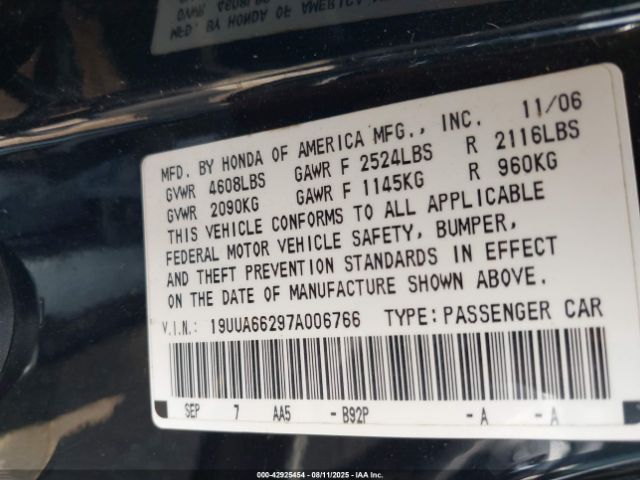 MFD. BY HONDA OF AMERICA MFG., INC. 11/06
GVWR 4608LBS GAWR F 2524LBS R 2116LBS
GVWR 2090KG GAWR F 1145KG R 960KG
THIS VEHICLE CONFORMS TO ALL APPLICABLE
FEDERAL MOTOR VEHICLE SAFETY, BUMPER,
AND THEFT PREVENTION STANDARDS IN EFFECT
ON THE DATE OF MANUFACTURE SHOWN ABOVE.
V.I.N.: 19UUA66297A006766 TYPE: PASSENGER CAR
SEP 7 AA5 - B92P - A - A
000-42925454 - 08/11/2025 - IAA Inc.